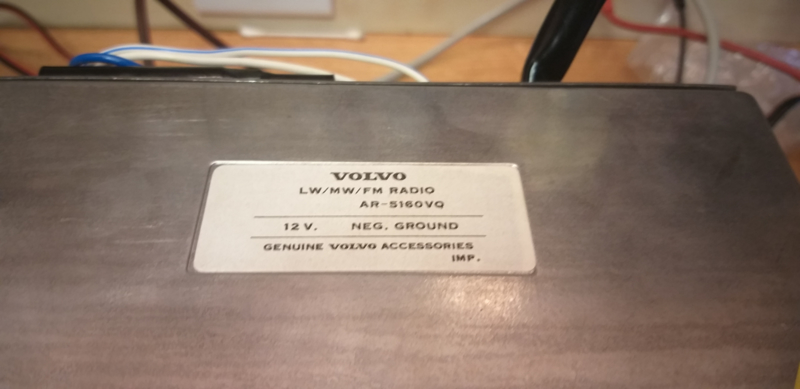 VOLVO
LW/MW/FM RADIO
AR-5160VQ
12 V. NEG. GROUND
GENUINE VOLVO ACCESSORIES
IMP.